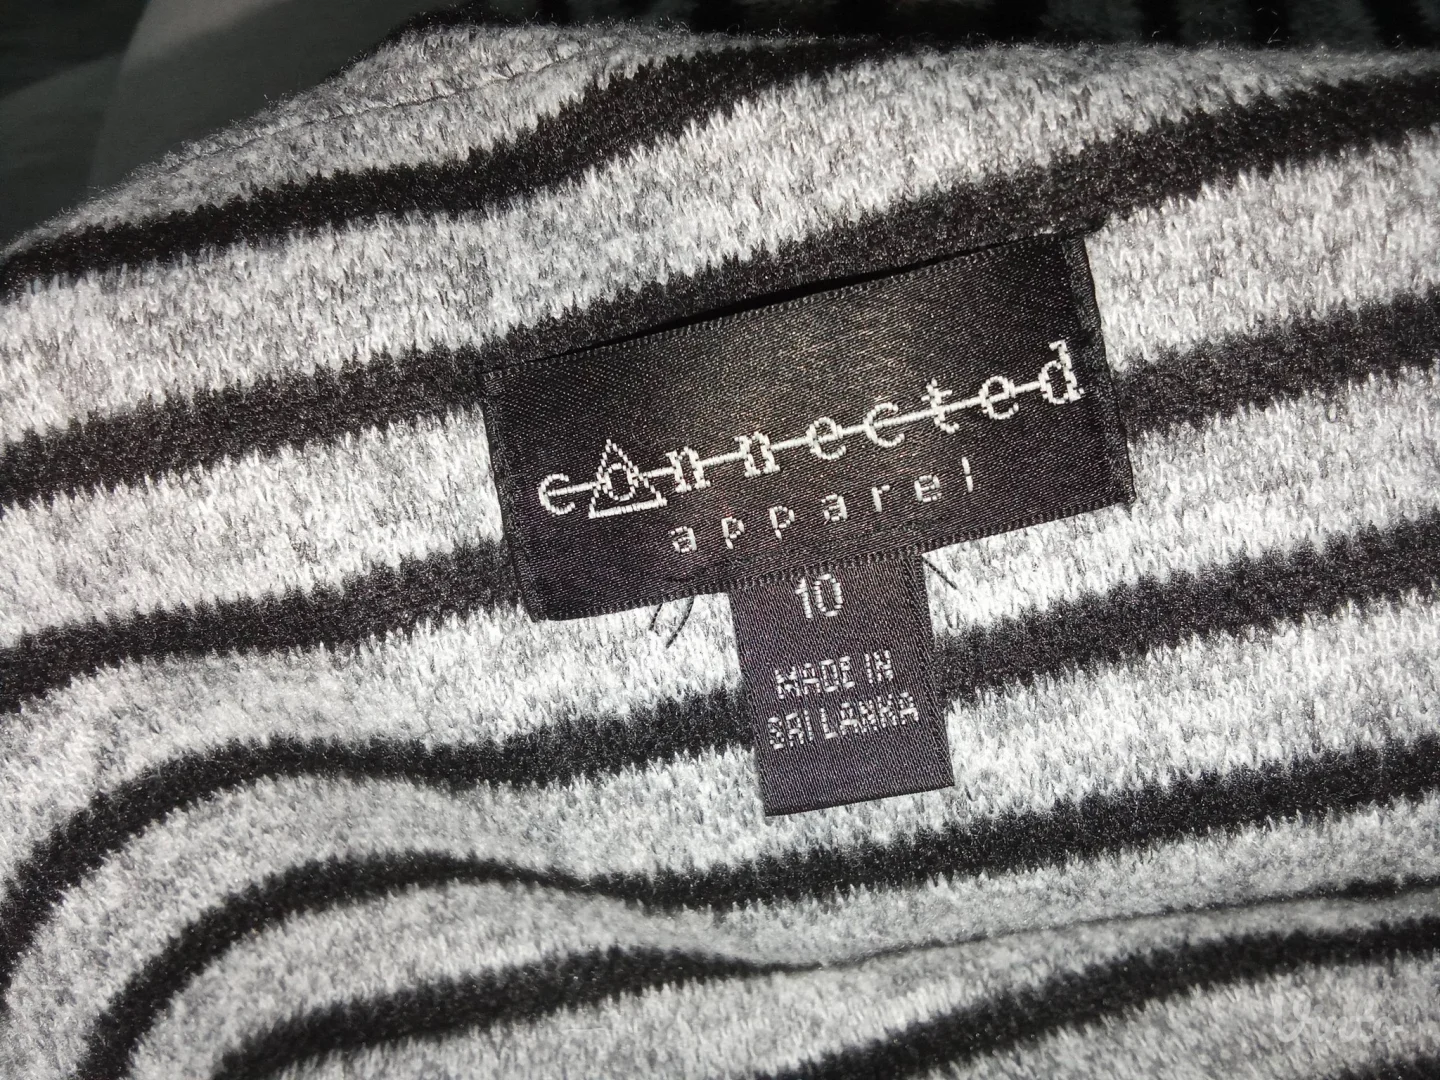 connected
apparel
10
MADE IN
SRI LANKA